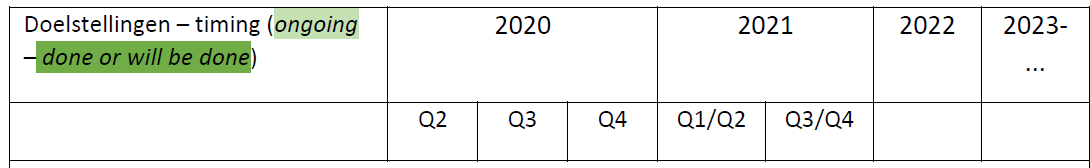 Doelstellingen – timing (ongoing
– done or will be done)
2020
2021
2022
2023-
...
Q2
Q3
Q4
Q1/Q2
Q3/Q4